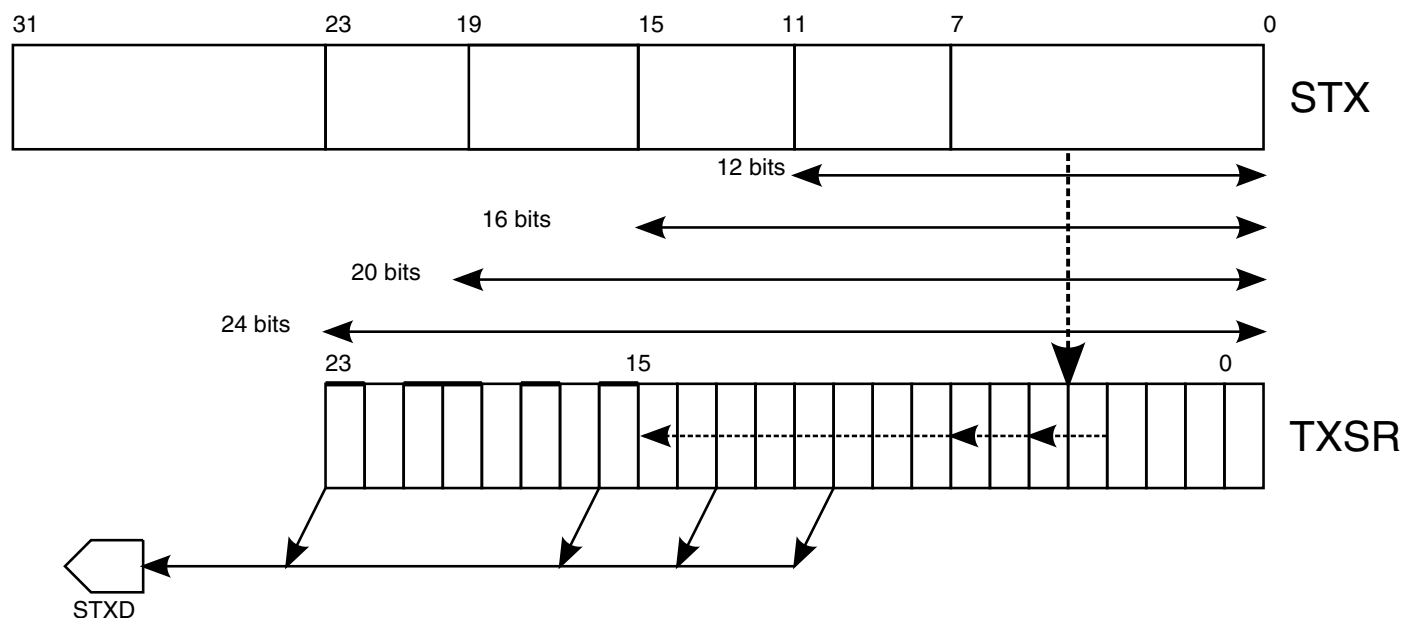 31 23 19 15 11 7 0
STX
12 bits
16 bits
20 bits
24 bits
23 15 0
TXSR
STXD